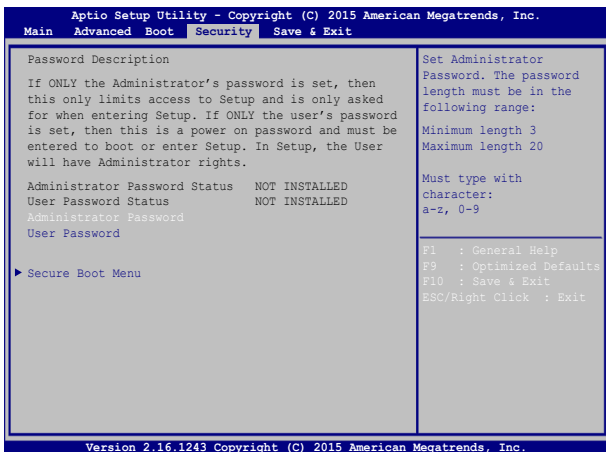 Aptio Setup Utility - Copyright (C) 2015 American Megatrends, Inc.
Main Advanced Boot Security Save & Exit
Password Description
If ONLY the Administrator's password is set, then
this only limits access to Setup and is only asked
for when entering Setup. If ONLY the user's password
is set, then this is a power on password and must be
entered to boot or enter Setup. In Setup, the User
will have Administrator rights.
Administrator Password Status NOT INSTALLED
User Password Status NOT INSTALLED
Administrator Password
User Password
Secure Boot Menu
Set Administrator
Password. The password
length must be in the
following range:
Minimum length 3
Maximum length 20
Must type with
character:
a-z, 0-9
F1 : General Help
F9 : Optimized Defaults
F10 : Save & Exit
ESC/Right Click : Exit
Version 2.16.1243 Copyright (C) 2015 American Megatrends, Inc.